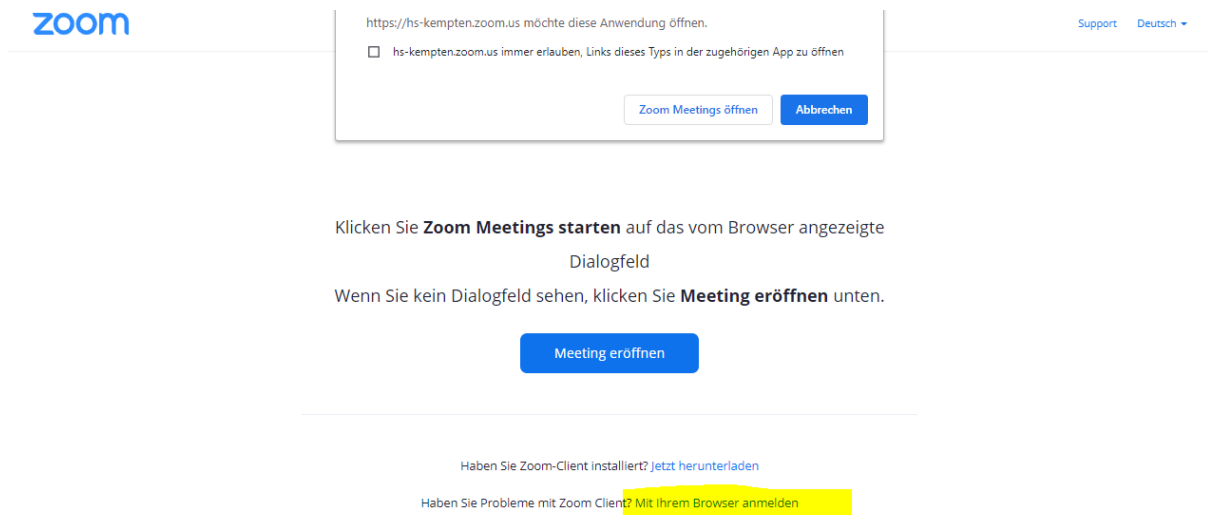 zoom
https://hs-kempten.zoom.us möchte diese Anwendung öffnen.
Support Deutsch
hs-kempten.zoom.us immer erlauben, Links dieses Typs in der zugehörigen App zu öffnen
Zoom Meetings öffnen Abbrechen
Klicken Sie Zoom Meetings starten auf das vom Browser angezeigte
Dialogfeld
Wenn Sie kein Dialogfeld sehen, klicken Sie Meeting eröffnen unten.
Meeting eröffnen
Haben Sie Zoom-Client installiert? Jetzt herunterladen
Haben Sie Probleme mit Zoom Client? Mit Ihrem Browser anmelden